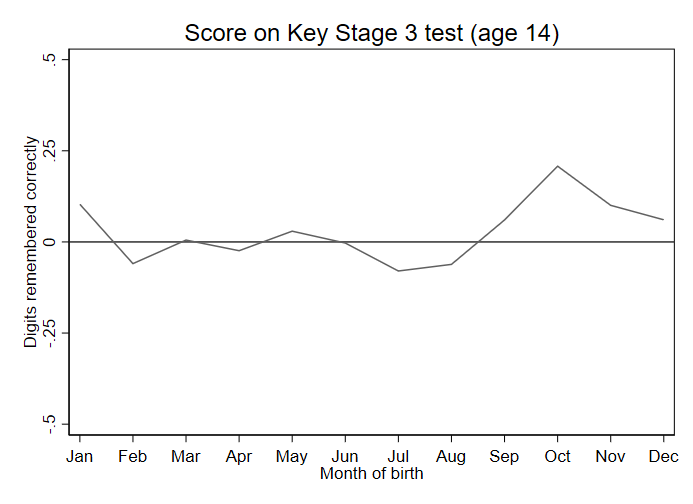 Score on Key Stage 3 test (age 14)
Digits remembered correctly
.5
.25
0
-.25
-.5
Jan Feb Mar Apr May Jun Jul Aug Sep Oct Nov Dec
Month of birth